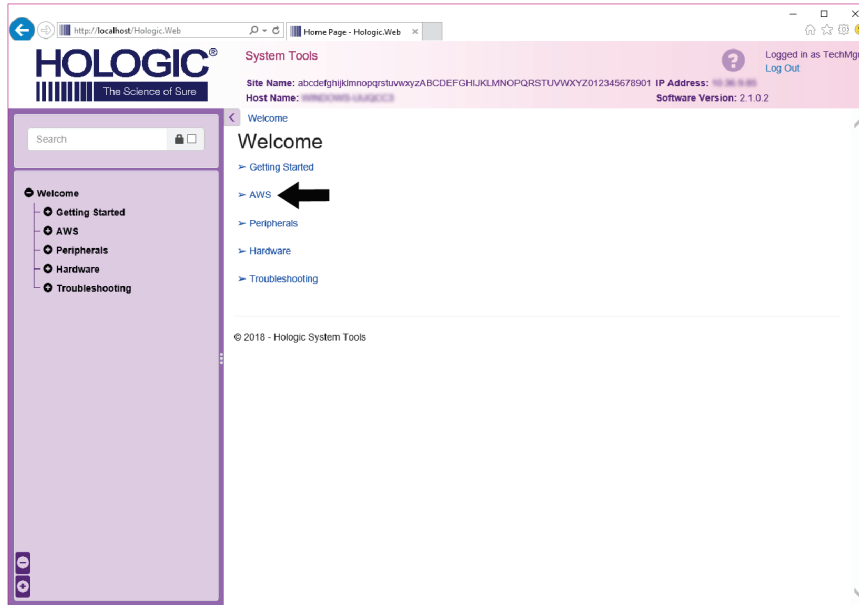 http://localhost/Hologic.Web
Home Page - Hologic.Web
HOLOGIC®
The Science of Sure
System Tools
Logged in as TechMgr
Log Out
Site Name: abcdefghijklmnopqrstuvwxyzABCDEFGHIJKLMNOPQRSTUVWXYZ012345678901 IP Address:
Host Name:
Software Version: 2.1.0.2
Search
Welcome
Getting Started
AWS
Peripherals
Hardware
Troubleshooting
Welcome
Welcome
➢ Getting Started
➢ AWS
➢ Peripherals
➢ Hardware
➢ Troubleshooting
© 2018 - Hologic System Tools